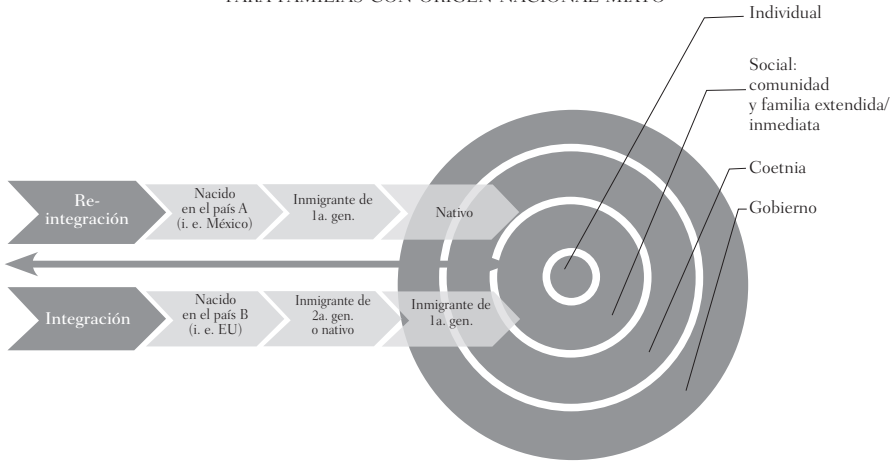 PARA FAMILIAS CON ORIGEN NACIONAL MIXTO
Individual
Social:
comunidad
y familia extendida/
inmediata
Coetnia
Gobierno
Re-
integración
Nacido
en el país A
(i. e. México)
Inmigrante de
1a. gen.
Nativo
Integración
Nacido
en el país B
(i. e. EU)
Inmigrante de
2a. gen.
o nativo
Inmigrante de
1a. gen.